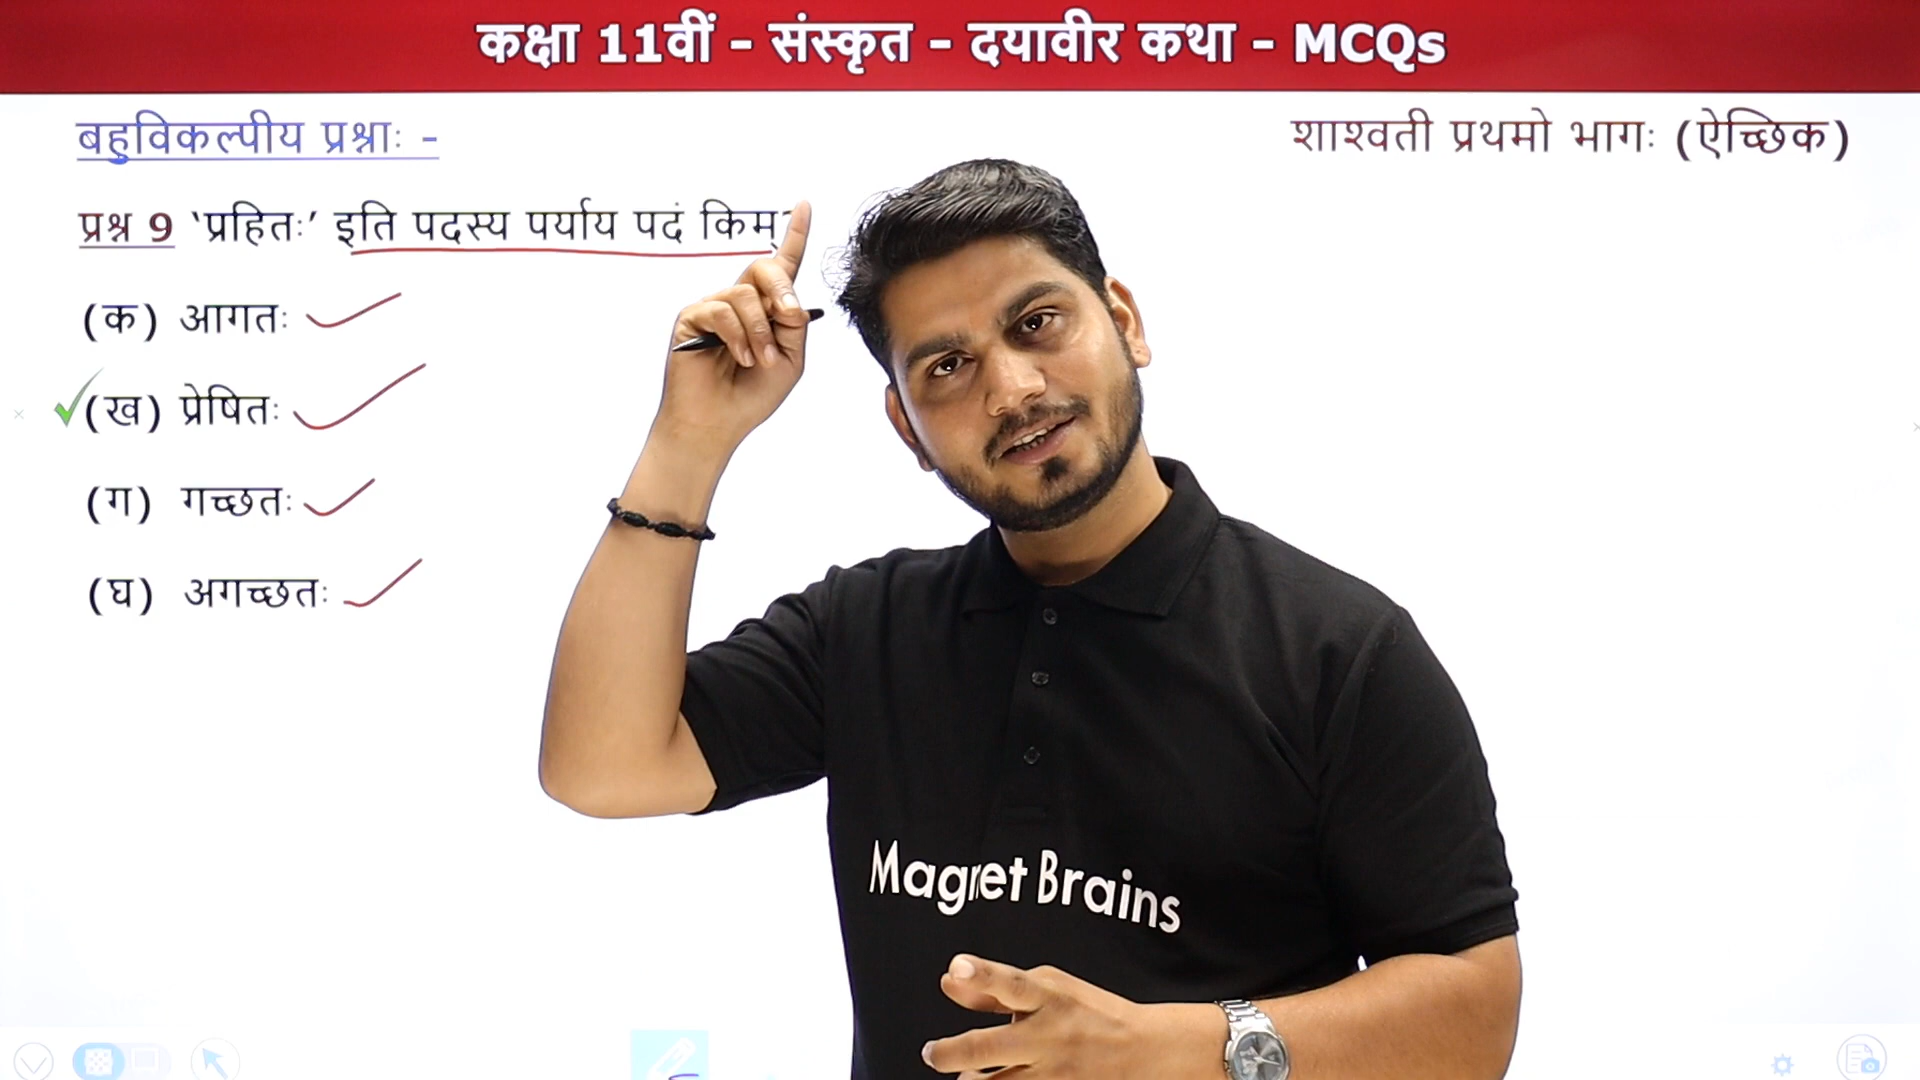 कक्षा 11वीं - संस्कृत - दयावीर कथा - MCQs
बहुविकल्पीय प्रश्नाः -
शाश्वती प्रथमो भागः (ऐच्छिक)
प्रश्न 9 ‘प्रहितः’ इति पदस्य पर्याय पदं किम्
(क) आगतः
(ख) प्रेषितः
(ग) गच्छतः
(घ) अगच्छतः
Magnet Brains